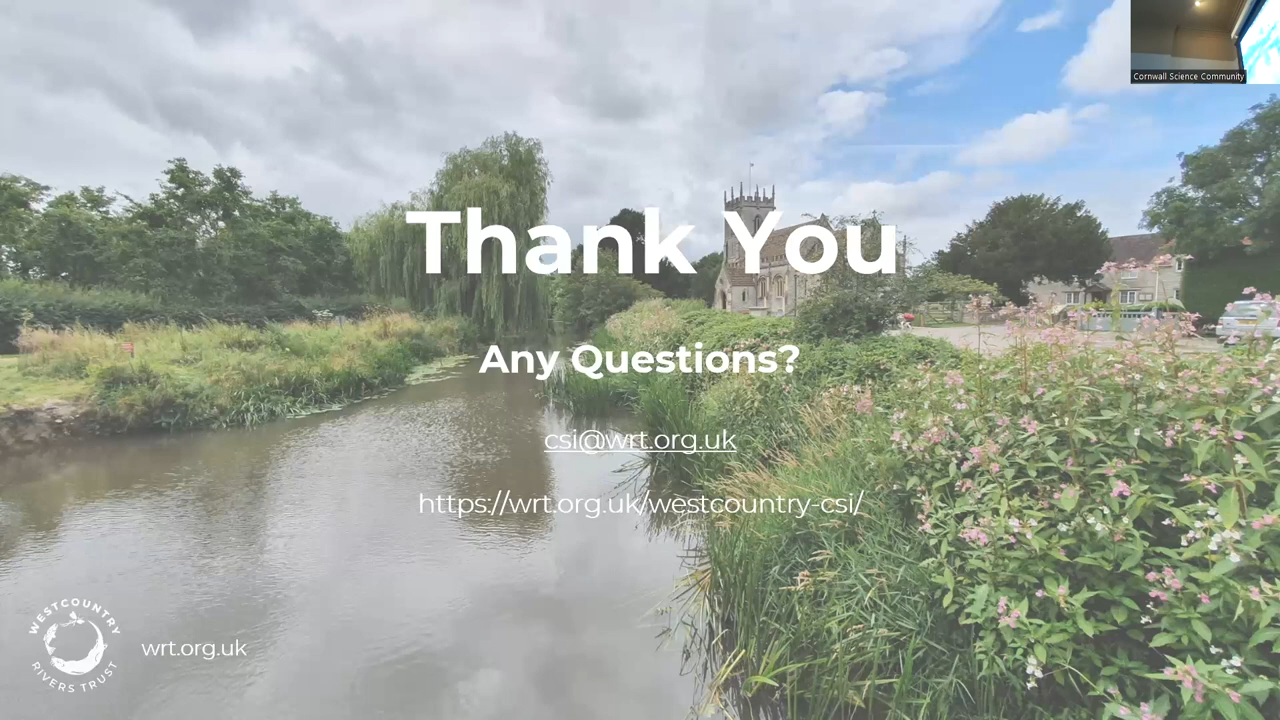 Cornwall Science Community
Thank You
Any Questions?
csi@wrt.org.uk
https://wrt.org.uk/westcountry-csi/
WESTCOUNTRY
RIVERS TRUST
wrt.org.uk